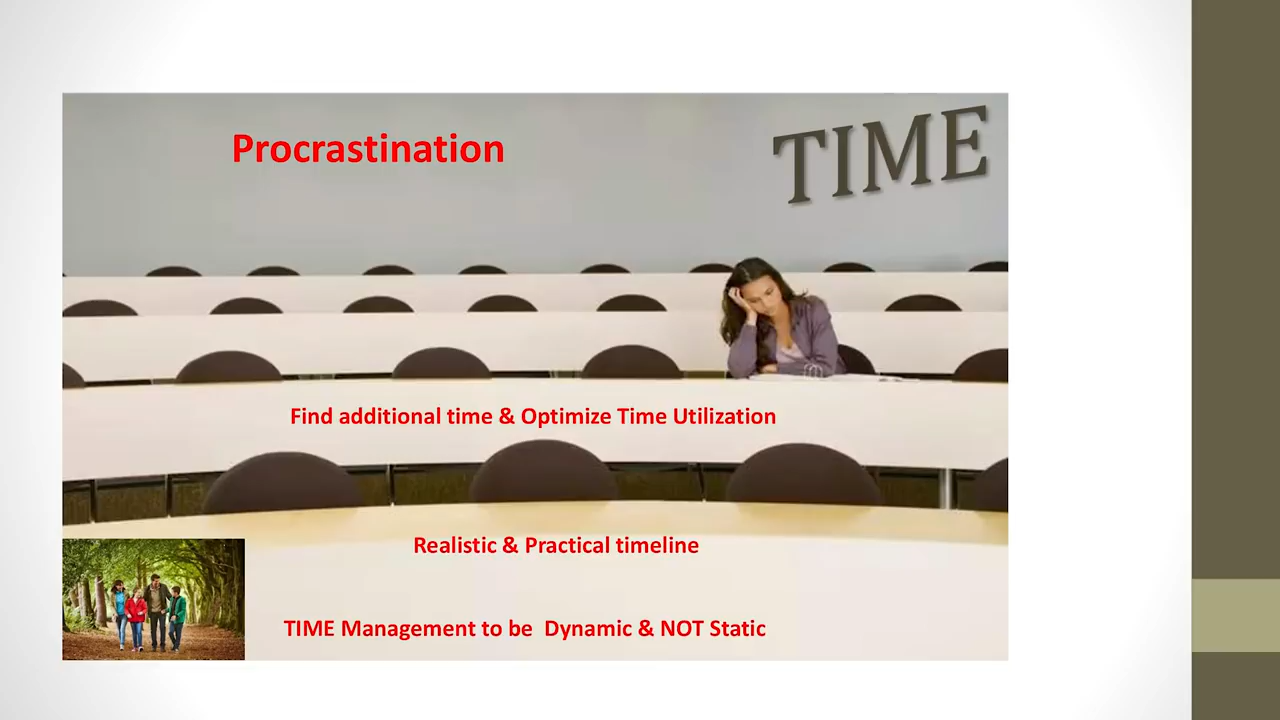 Procrastination
TIME
Find additional time & Optimize Time Utilization
Realistic & Practical timeline
TIME Management to be  Dynamic & NOT Static